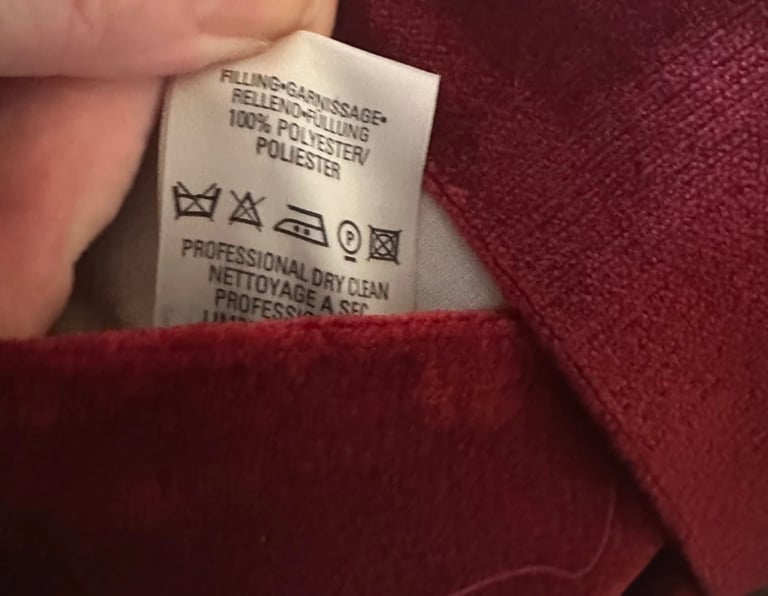 FILLING•GARNISSAGE•
RELLENO•FÜLLUNG
100% POLYESTER/
POLIESTER
P
PROFESSIONAL DRY CLEAN
NETTOYAGE A SEC